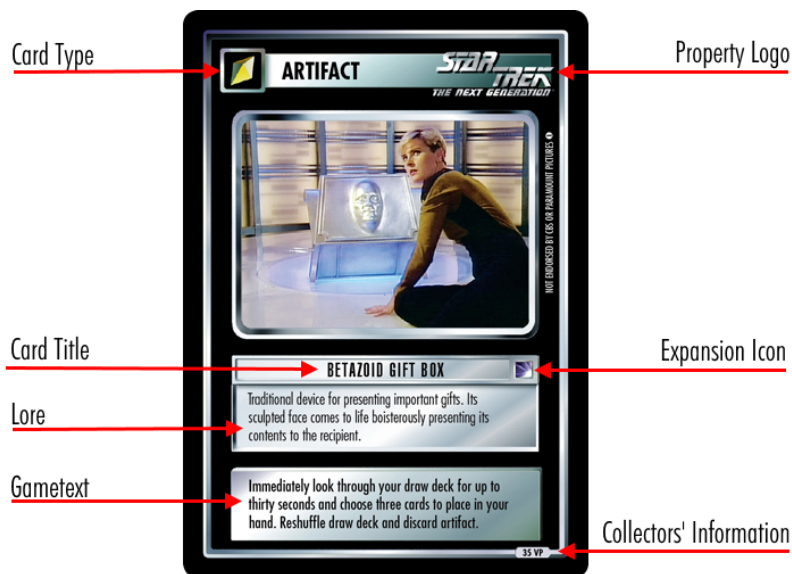 Card Type
ARTIFACT
STAR TREK
THE NEXT GENERATION
Property Logo
NOT ENDORSED BY CBS OR PARAMOUNT PICTURES
Card Title
BETAZOID GIFT BOX
Expansion Icon
Lore
Traditional device for presenting important gifts. Its
sculpted face comes to life boisterously presenting its
contents to the recipient.
Gametext
Immediately look through your draw deck for up to
thirty seconds and choose three cards to place in your
hand. Reshuffle draw deck and discard artifact.
Collectors' Information
35 VP